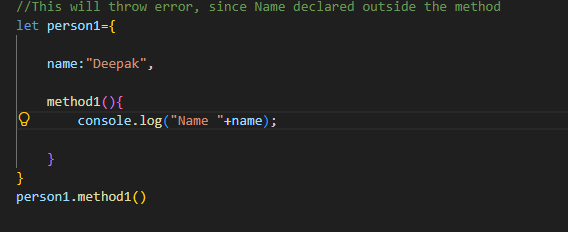 //This will throw error, since Name declared outside the method
let person1={
name:"Deepak",
method1(){
console.log("Name "+name);
}
}
person1.method1()